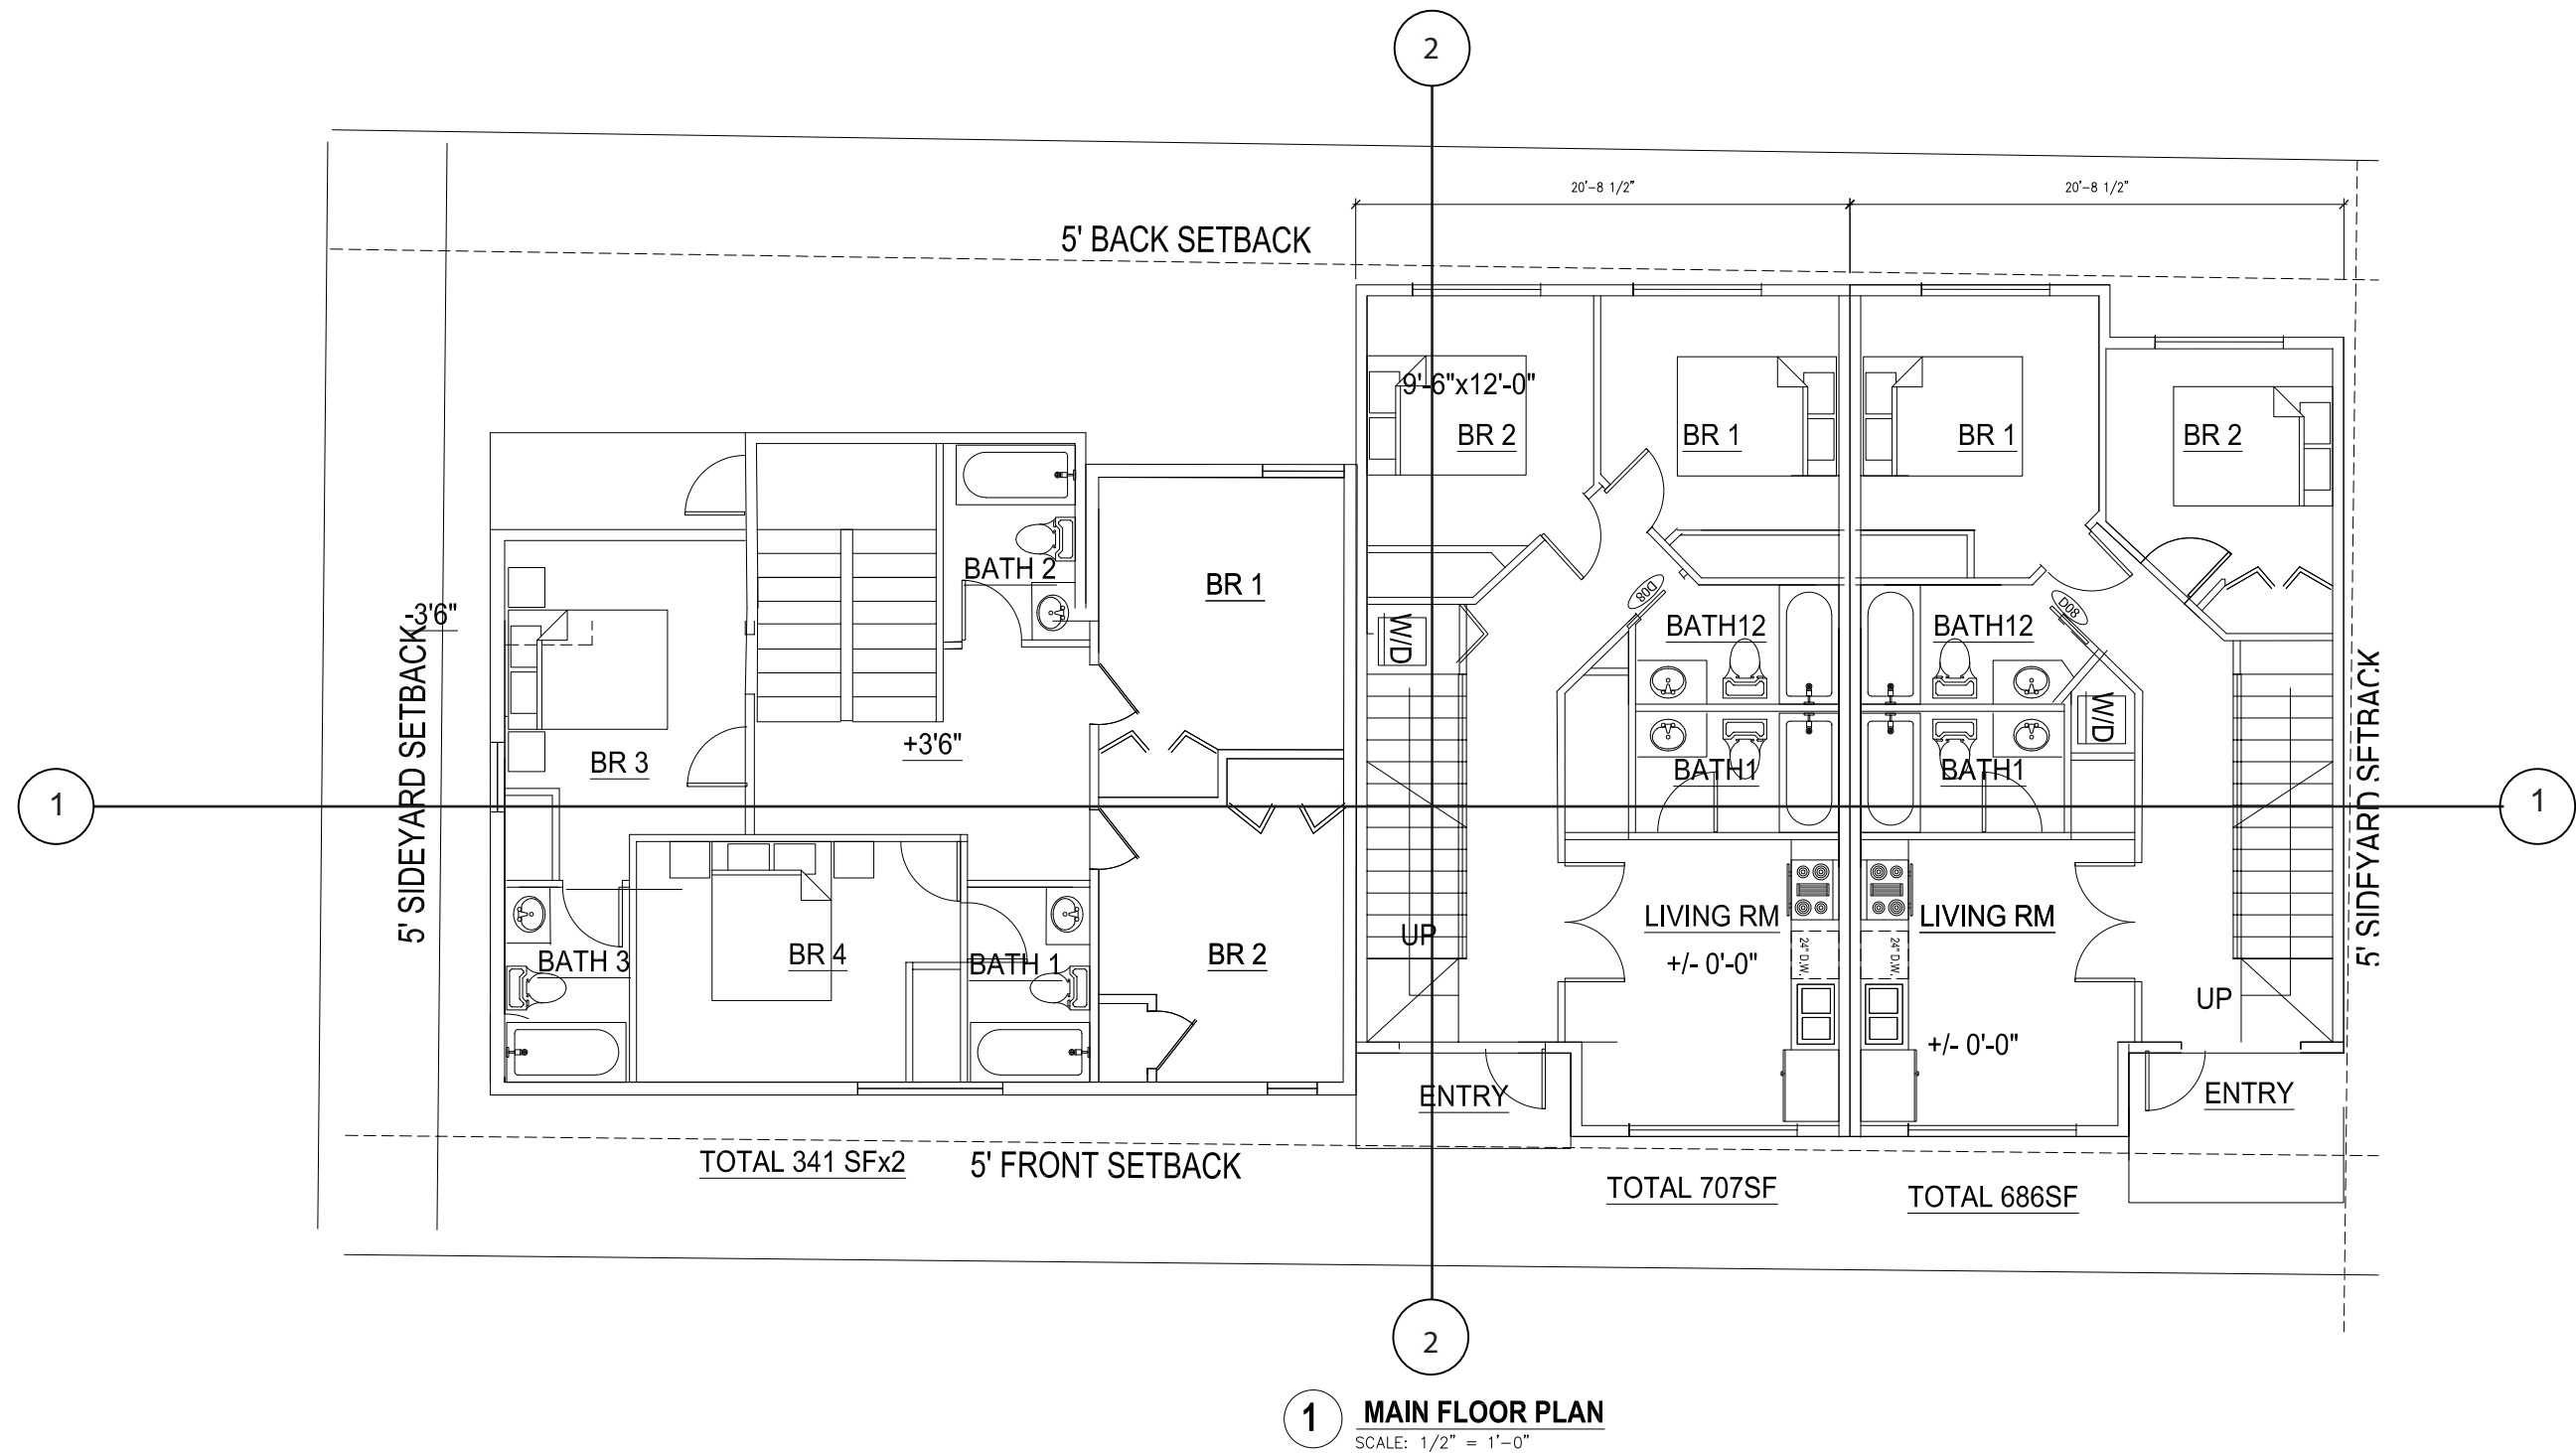 2
20'-8 1/2"
20'-8 1/2"
5' BACK SETBACK
9'-6"x12'-0"
BR 2
BR 1
BR 1
BR 2
BATH 2
BR 1
-3'6"
5' SIDEYARD SETBACK
D08
D08
W/D
BATH12
BATH12
W/D
5' SIDEYARD SETBACK
+3'6"
BR 3
BATH1
BATH1
1
1
UP
LIVING RM
+/- 0'-0"
24" D.W.
24" D.W.
LIVING RM
+/- 0'-0"
UP
BATH 3
BR 4
BATH 1
BR 2
ENTRY
ENTRY
TOTAL 341 SFx2
5' FRONT SETBACK
TOTAL 707SF
TOTAL 686SF
2
1
MAIN FLOOR PLAN
SCALE: 1/2" = 1'-0"